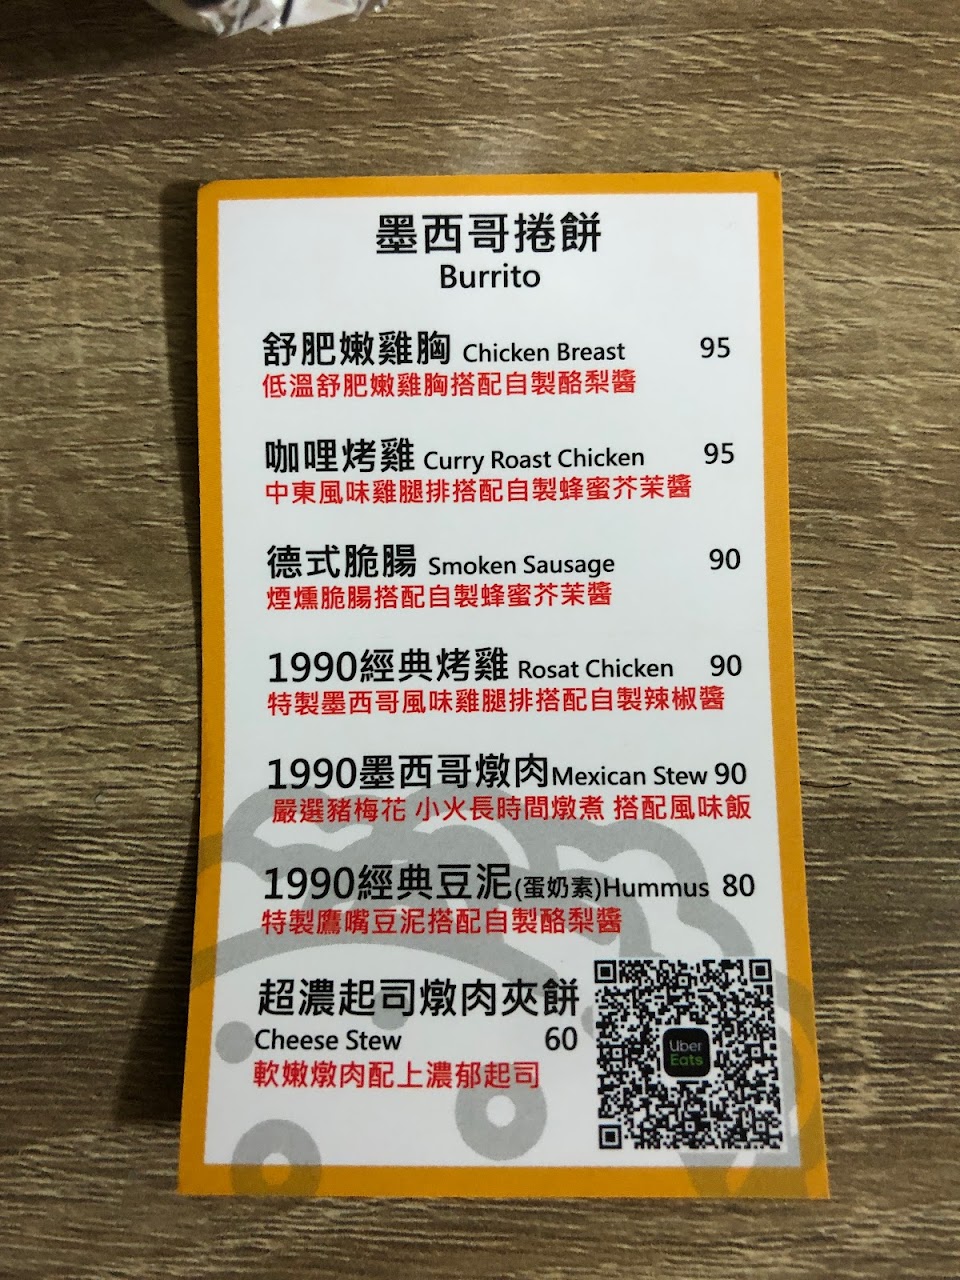 墨西哥捲餅
Burrito
舒肥嫩雞胸 Chicken Breast 95
低溫舒肥嫩雞胸搭配自製酪梨醬
咖哩烤雞 Curry Roast Chicken 95
中東風味雞腿排搭配自製蜂蜜芥茉醬
德式脆腸 Smoken Sausage 90
煙燻脆腸搭配自製蜂蜜芥茉醬
1990經典烤雞 Rosat Chicken 90
特製墨西哥風味雞腿排搭配自製辣椒醬
1990墨西哥燉肉Mexican Stew 90
嚴選豬梅花 小火長時間燉煮 搭配風味飯
1990經典豆泥(蛋奶素)Hummus 80
特製鷹嘴豆泥搭配自製酪梨醬
超濃起司燉肉夾餅
Cheese Stew 60
軟嫩燉肉配上濃郁起司
Uber
Eats